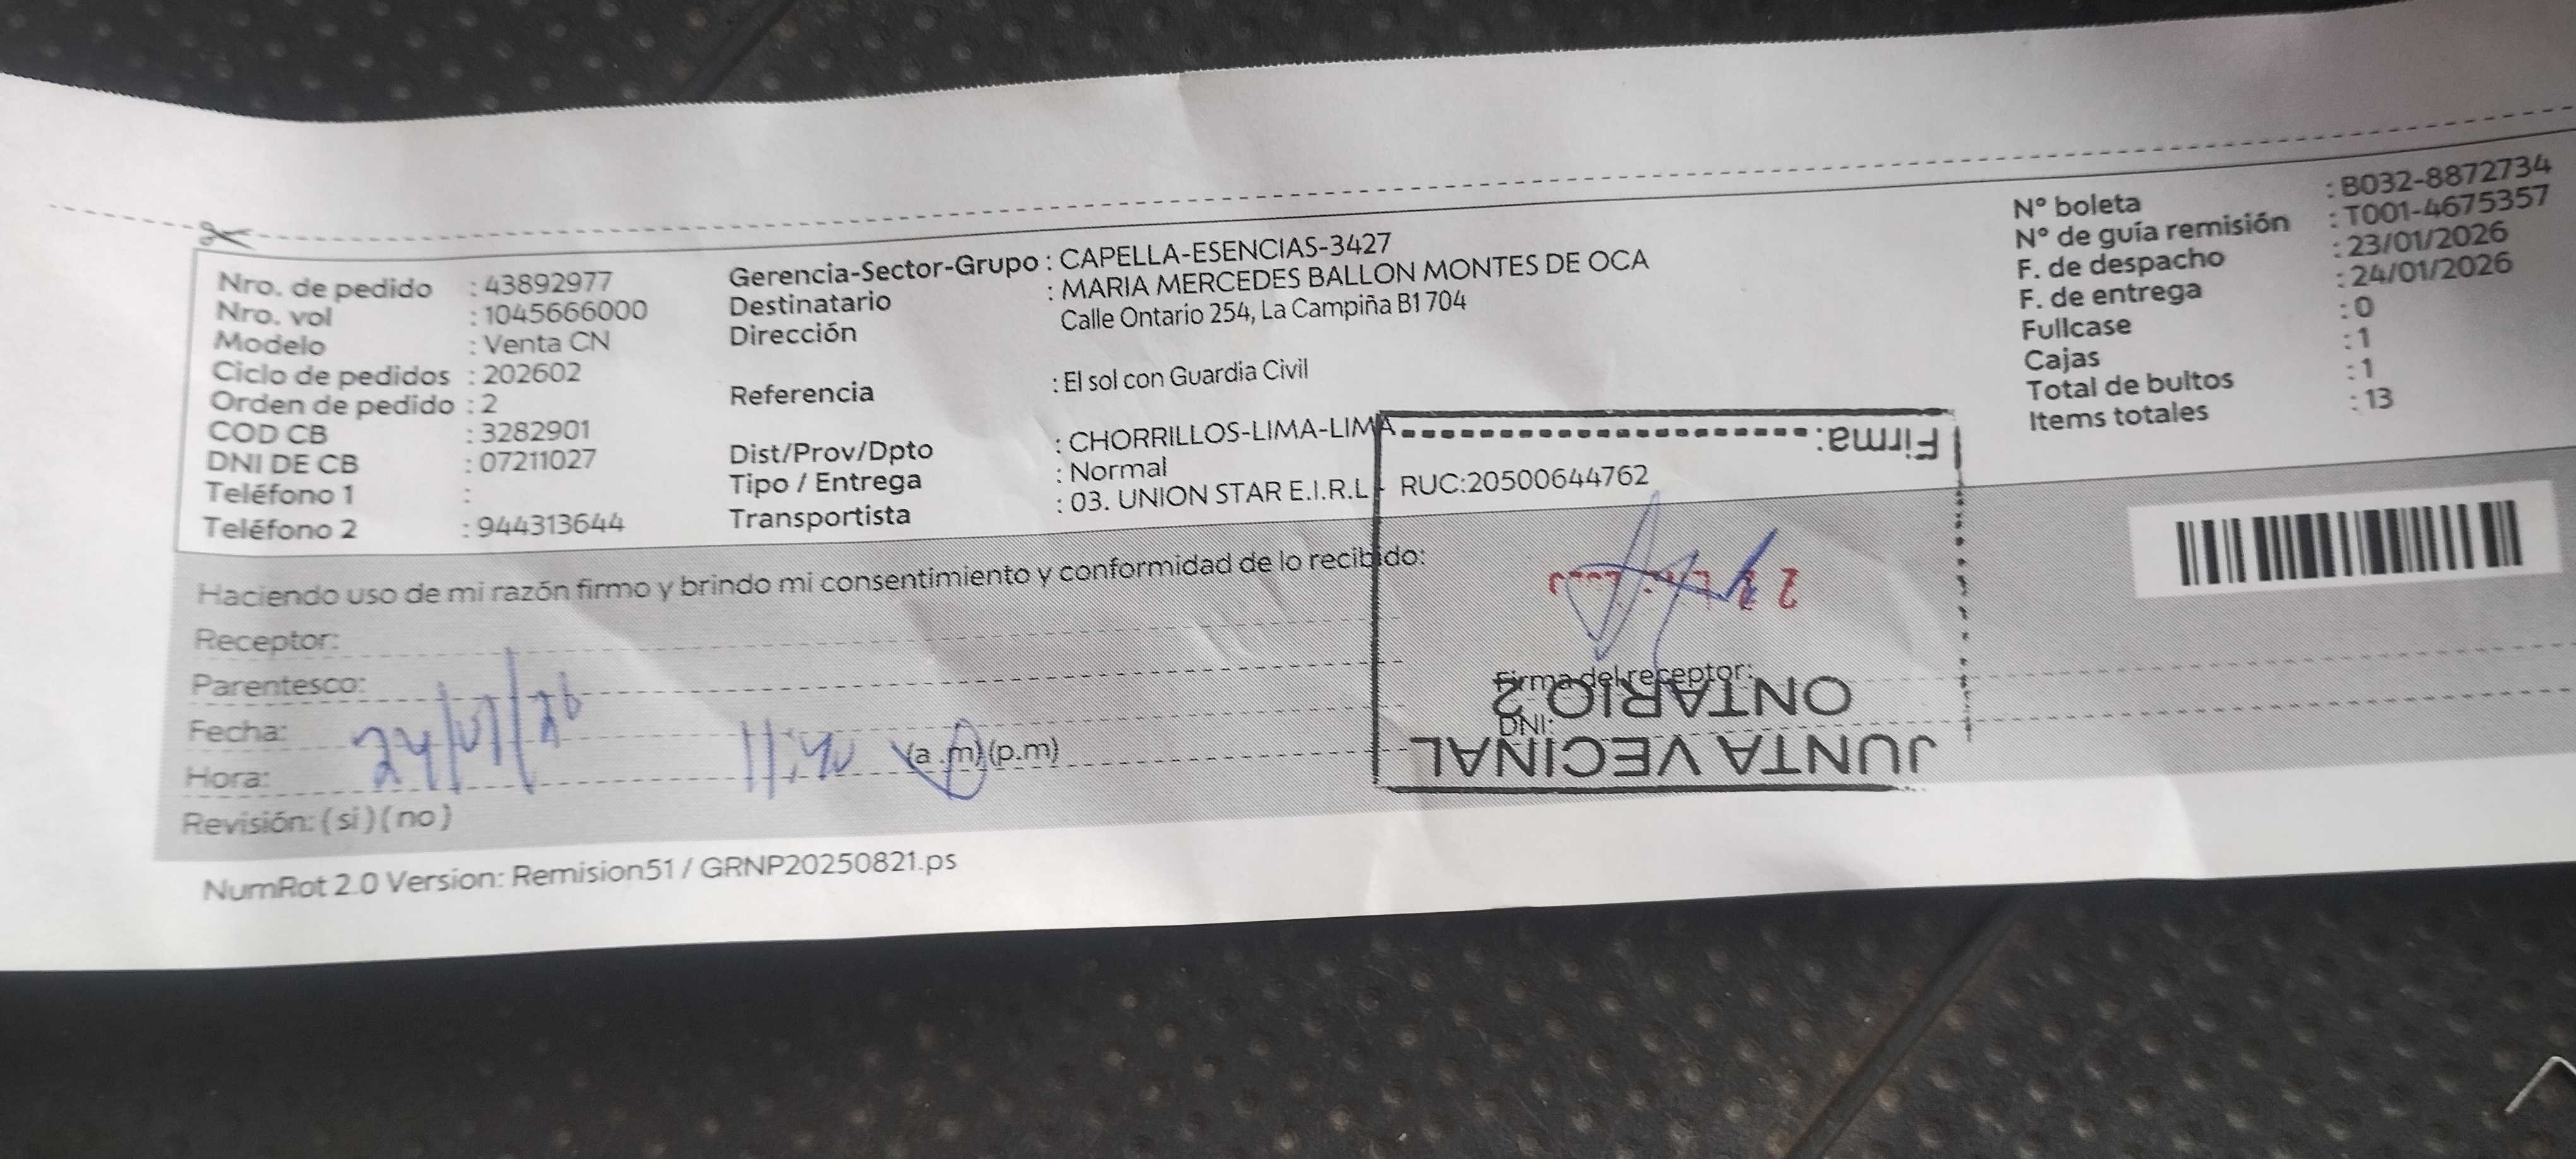 Nro. de pedido : 43892977
Nro. vol : 1045666000
Modelo : Venta CN
Ciclo de pedidos : 202602
Orden de pedido : 2
COD CB : 3282901
DNI DE CB : 07211027
Teléfono 1 :
Teléfono 2 : 944313644
Gerencia-Sector-Grupo : CAPELLA-ESENCIAS-3427
Destinatario : MARIA MERCEDES BALLON MONTES DE OCA
Dirección Calle Ontario 254, La Campiña B1 704
Referencia : El sol con Guardia Civil
Dist/Prov/Dpto : CHORRILLOS-LIMA-LIMA
Tipo / Entrega : Normal
Transportista : 03. UNION STAR E.I.R.L - RUC:20500644762
N° boleta : B032-8872734
N° de guía remisión : T001-4675357
F. de despacho : 23/01/2026
F. de entrega : 24/01/2026
Fullcase : 0
Cajas : 1
Total de bultos : 1
Items totales : 13
Haciendo uso de mi razón firmo y brindo mi consentimiento y conformidad de lo recibido:
Receptor:
Parentesco:
Fecha: 24/01/26
Hora: 11:40 (a.m)(p.m)
Revisión: (si)(no)
Firma del receptor:
DNI:
JUNTA VECINAL
ONTARIO 2
Firma:
NumRot 2.0 Version: Remision51 / GRNP20250821.ps